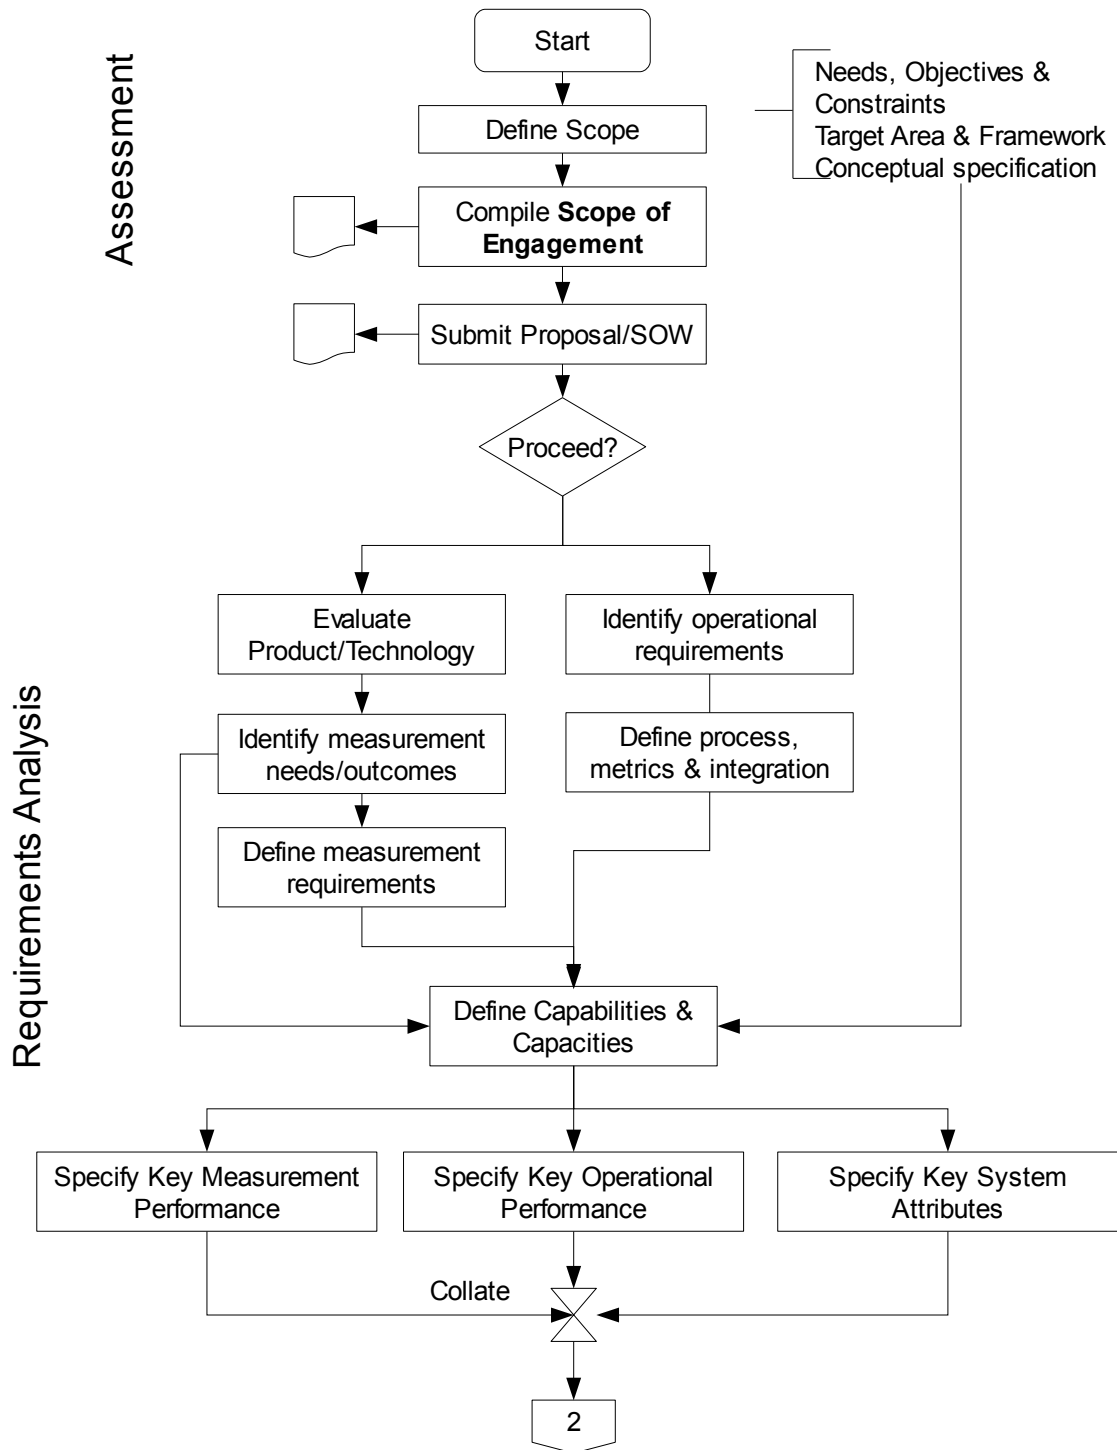 Assessment
Start
Needs, Objectives &
Constraints
Target Area & Framework
Conceptual specification
Define Scope
Compile Scope of
Engagement
Submit Proposal/SOW
Proceed?
Requirements Analysis
Evaluate
Product/Technology
Identify operational
requirements
Identify measurement
needs/outcomes
Define process,
metrics & integration
Define measurement
requirements
Define Capabilities &
Capacities
Specify Key Measurement
Performance
Specify Key Operational
Performance
Specify Key System
Attributes
Collate
2